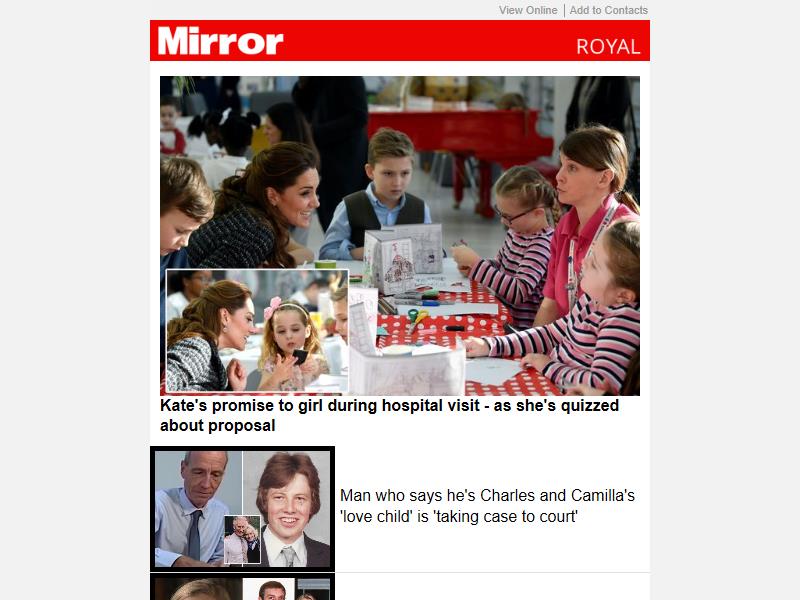 View Online | Add to Contacts
Mirror
ROYAL
Kate's promise to girl during hospital visit - as she's quizzed
about proposal
Man who says he's Charles and Camilla's
'love child' is 'taking case to court'